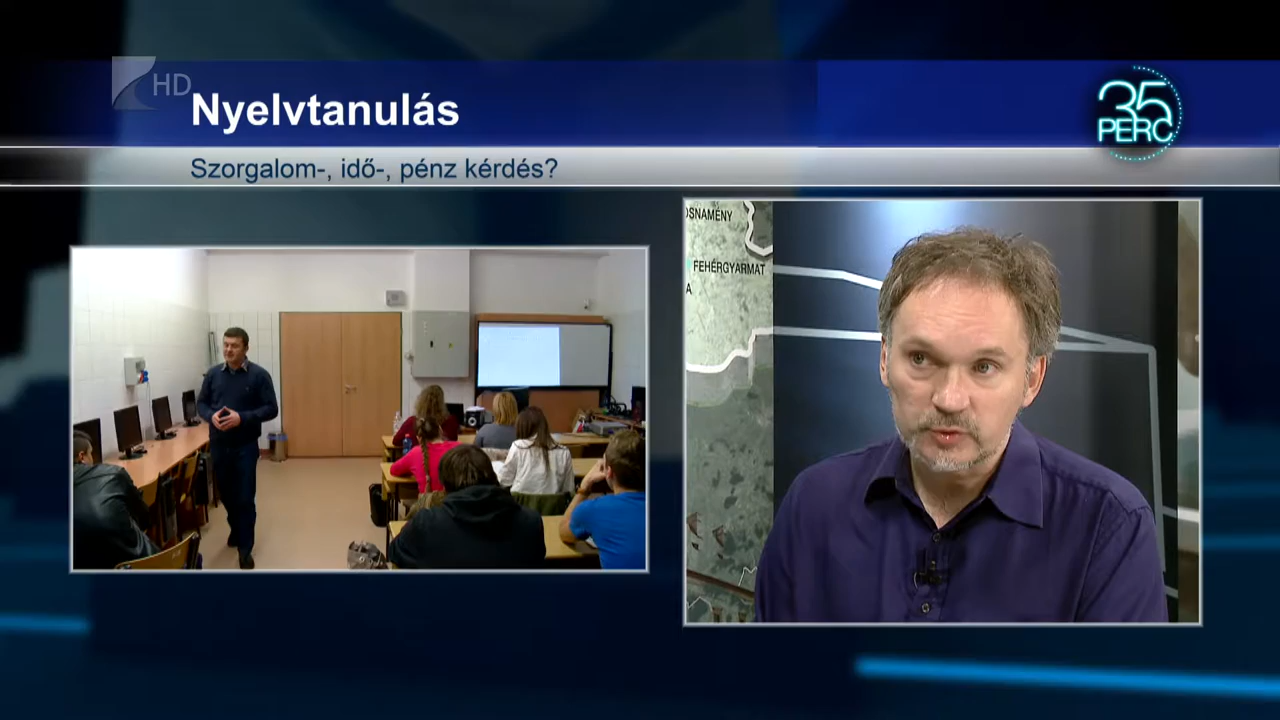 HD
Nyelvtanulás
35
PERC
Szorgalom-, idő-, pénz kérdés?
OSNAMÉNY
FEHÉRGYARMAT
A